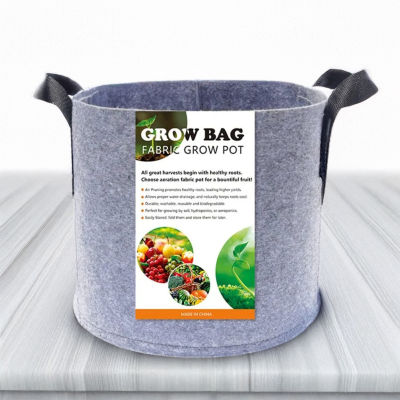 GROW BAG
FABRIC GROW POT
All great harvests begin with healthy roots.
Choose aeration fabric pot for a bountiful fruit!
• Air Pruning promotes healthy roots, leading higher yields.
• Allows proper water drainage, and naturally keeps roots cool.
• Durable, washable, reusable and biodegradable.
• Perfect for growing by soil, hydroponics, or aeroponics.
• Easily Stored: fold them and store them for later.
MADE IN CHINA